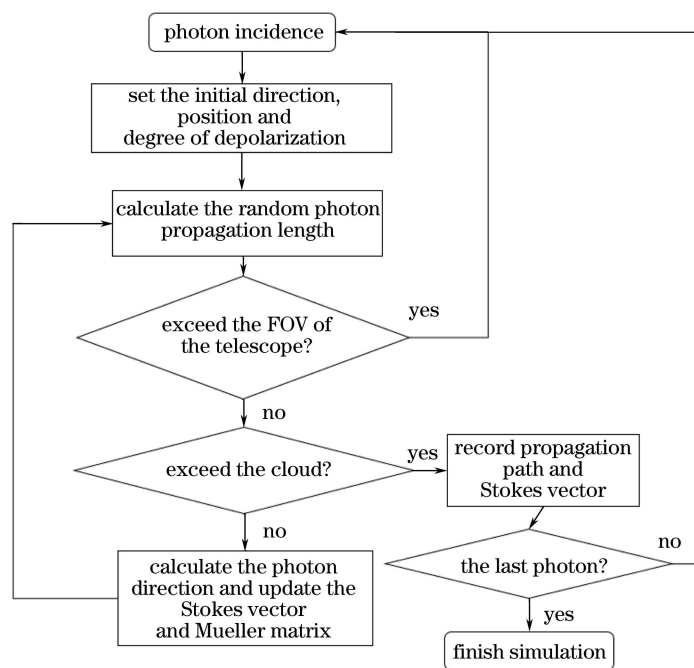 photon incidence
set the initial direction,
position and
degree of depolarization
calculate the random photon
propagation length
yes
exceed the FOV of
the telescope?
no
exceed the cloud?
yes
record propagation
path and
Stokes vector
no
calculate the photon
direction and update the
Stokes vector
and Mueller matrix
the last photon?
no
yes
finish simulation